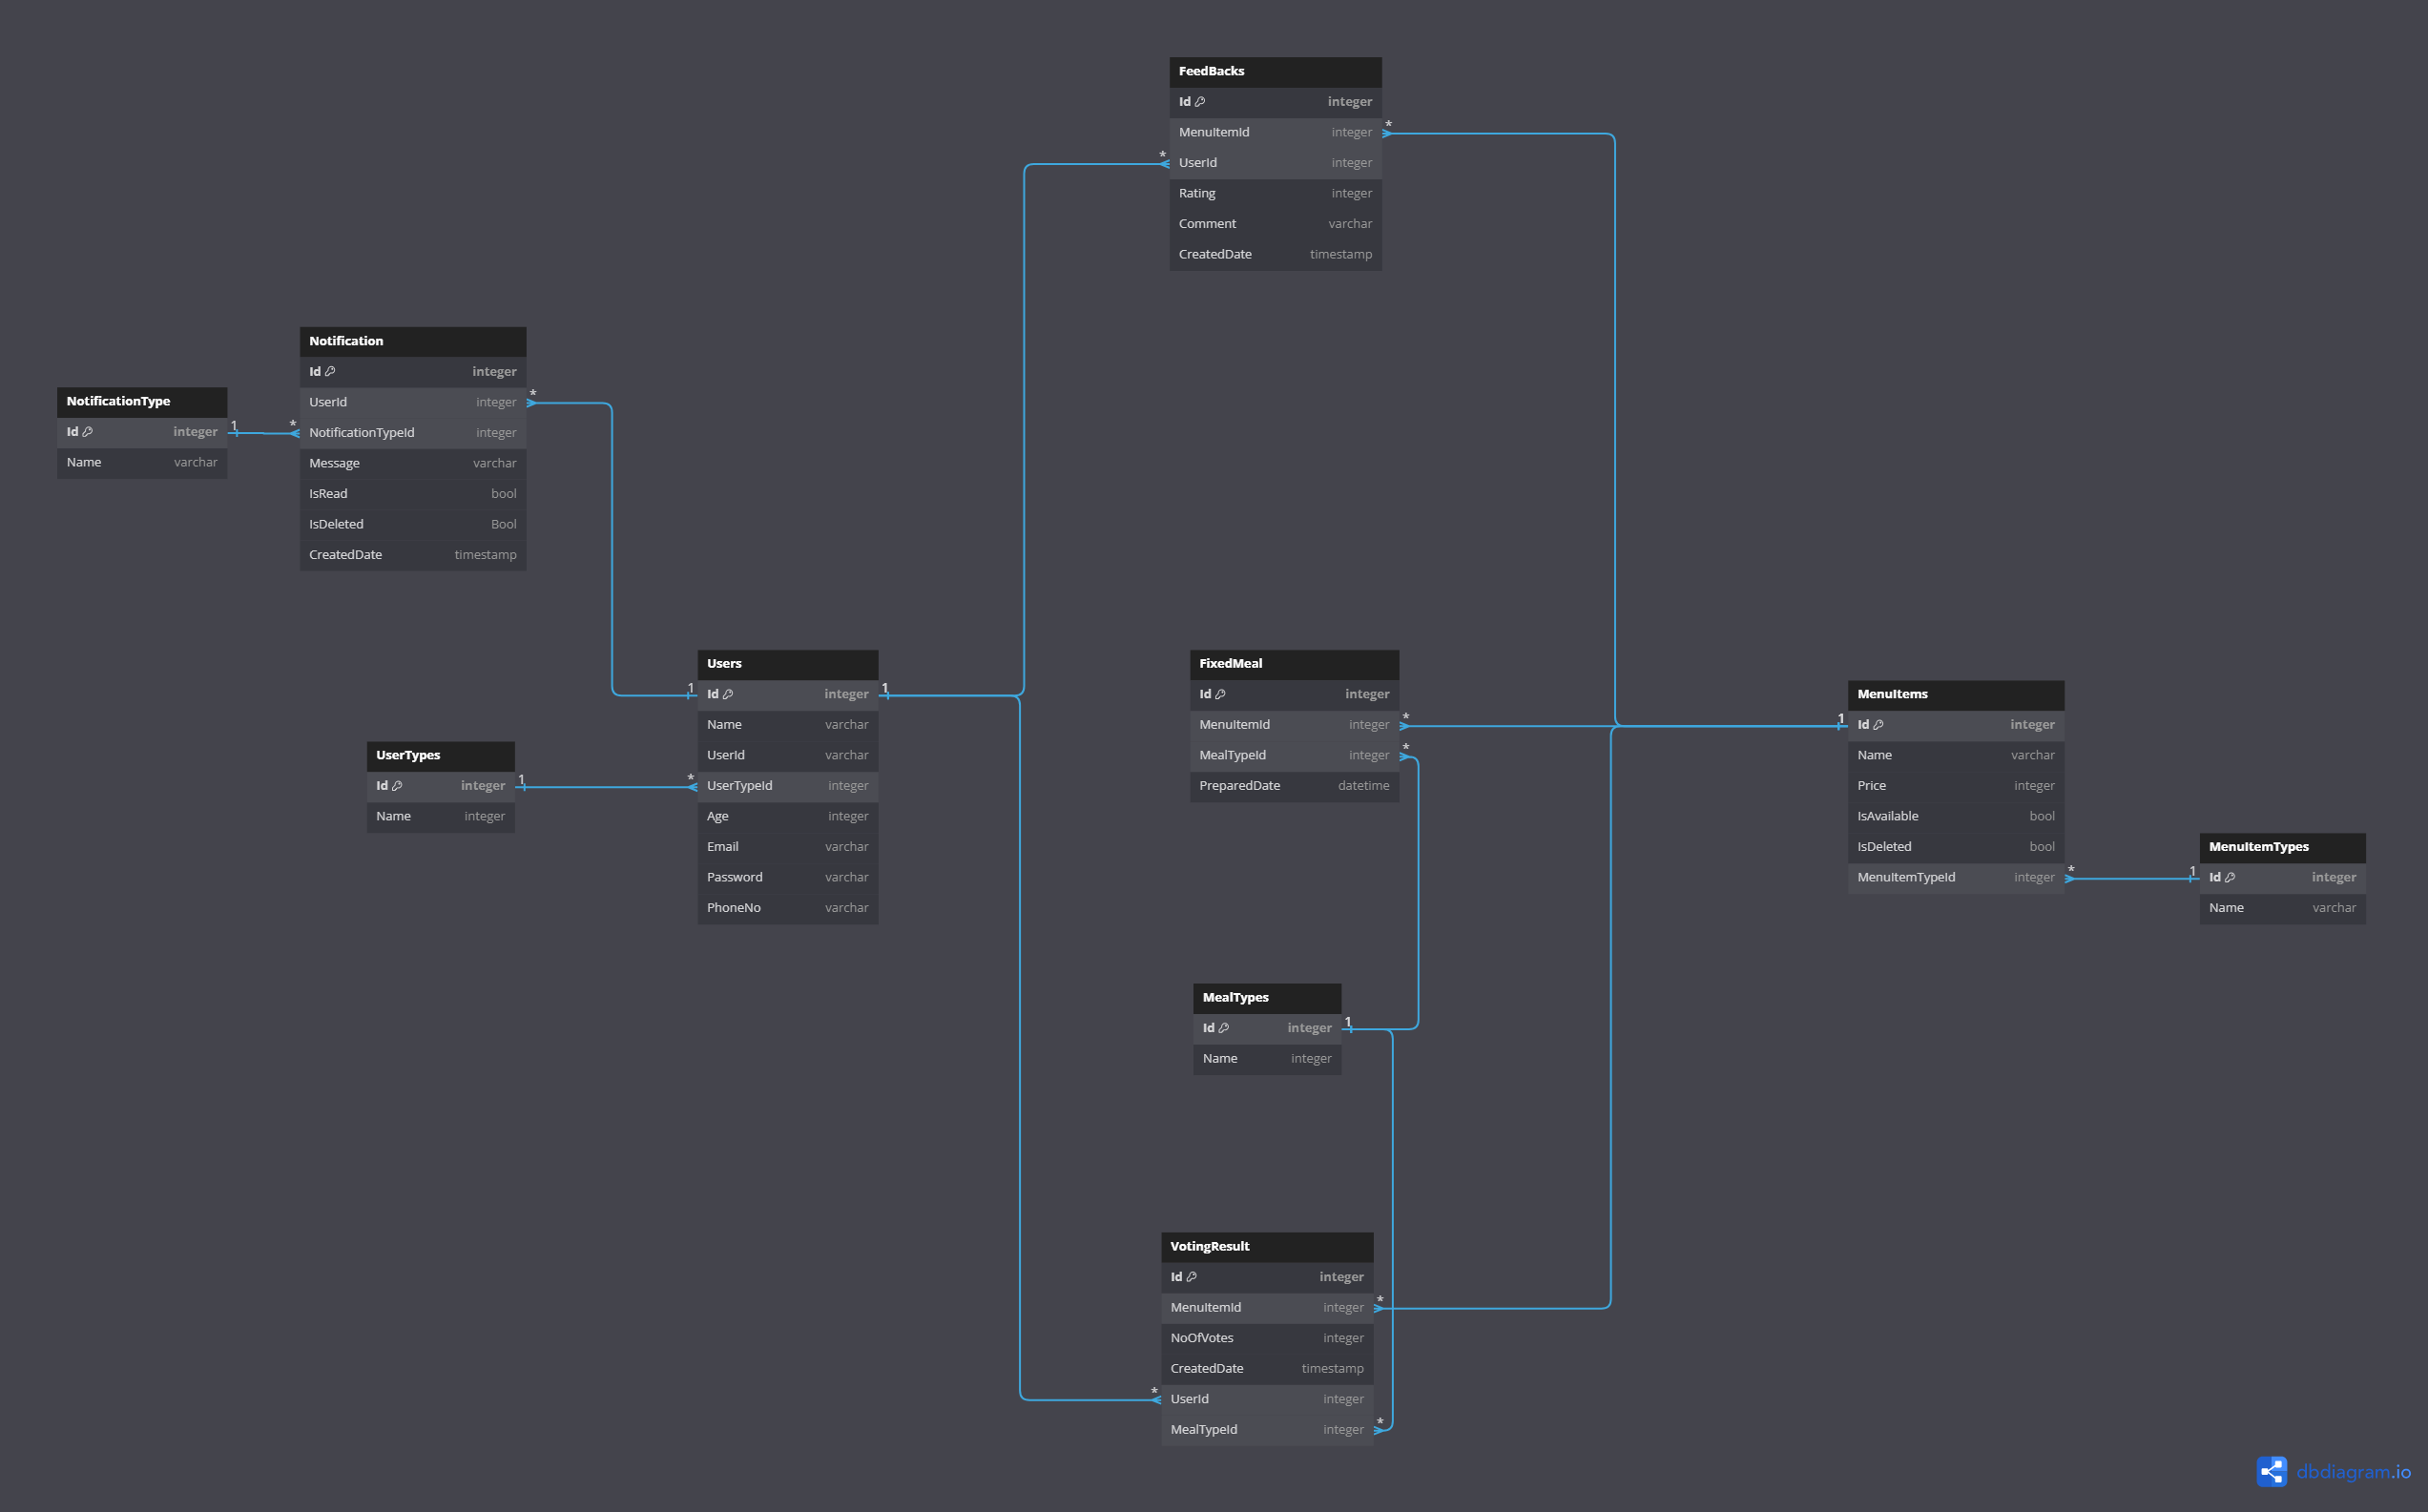 FeedBacks
Id integer
MenuItemId integer *
* UserId integer
Rating integer
Comment varchar
CreatedDate timestamp
Notification
Id integer
UserId integer *
* NotificationTypeId integer
Message varchar
IsRead bool
IsDeleted Bool
CreatedDate timestamp
NotificationType
Id integer 1
Name varchar
Users
1 Id integer 1
Name varchar
UserId varchar
* UserTypeId integer
Age integer
Email varchar
Password varchar
PhoneNo varchar
UserTypes
Id integer 1
Name integer
FixedMeal
Id integer
MenuItemId integer *
MealTypeId integer *
PreparedDate datetime
MenuItems
1 Id integer
Name varchar
Price integer
IsAvailable bool
IsDeleted bool
MenuItemTypeId integer *
MenuItemTypes
1 Id integer
Name varchar
MealTypes
Id integer 1
Name integer
VotingResult
Id integer
MenuItemId integer *
NoOfVotes integer
CreatedDate timestamp
* UserId integer
MealTypeId integer *
dbdiagram.io